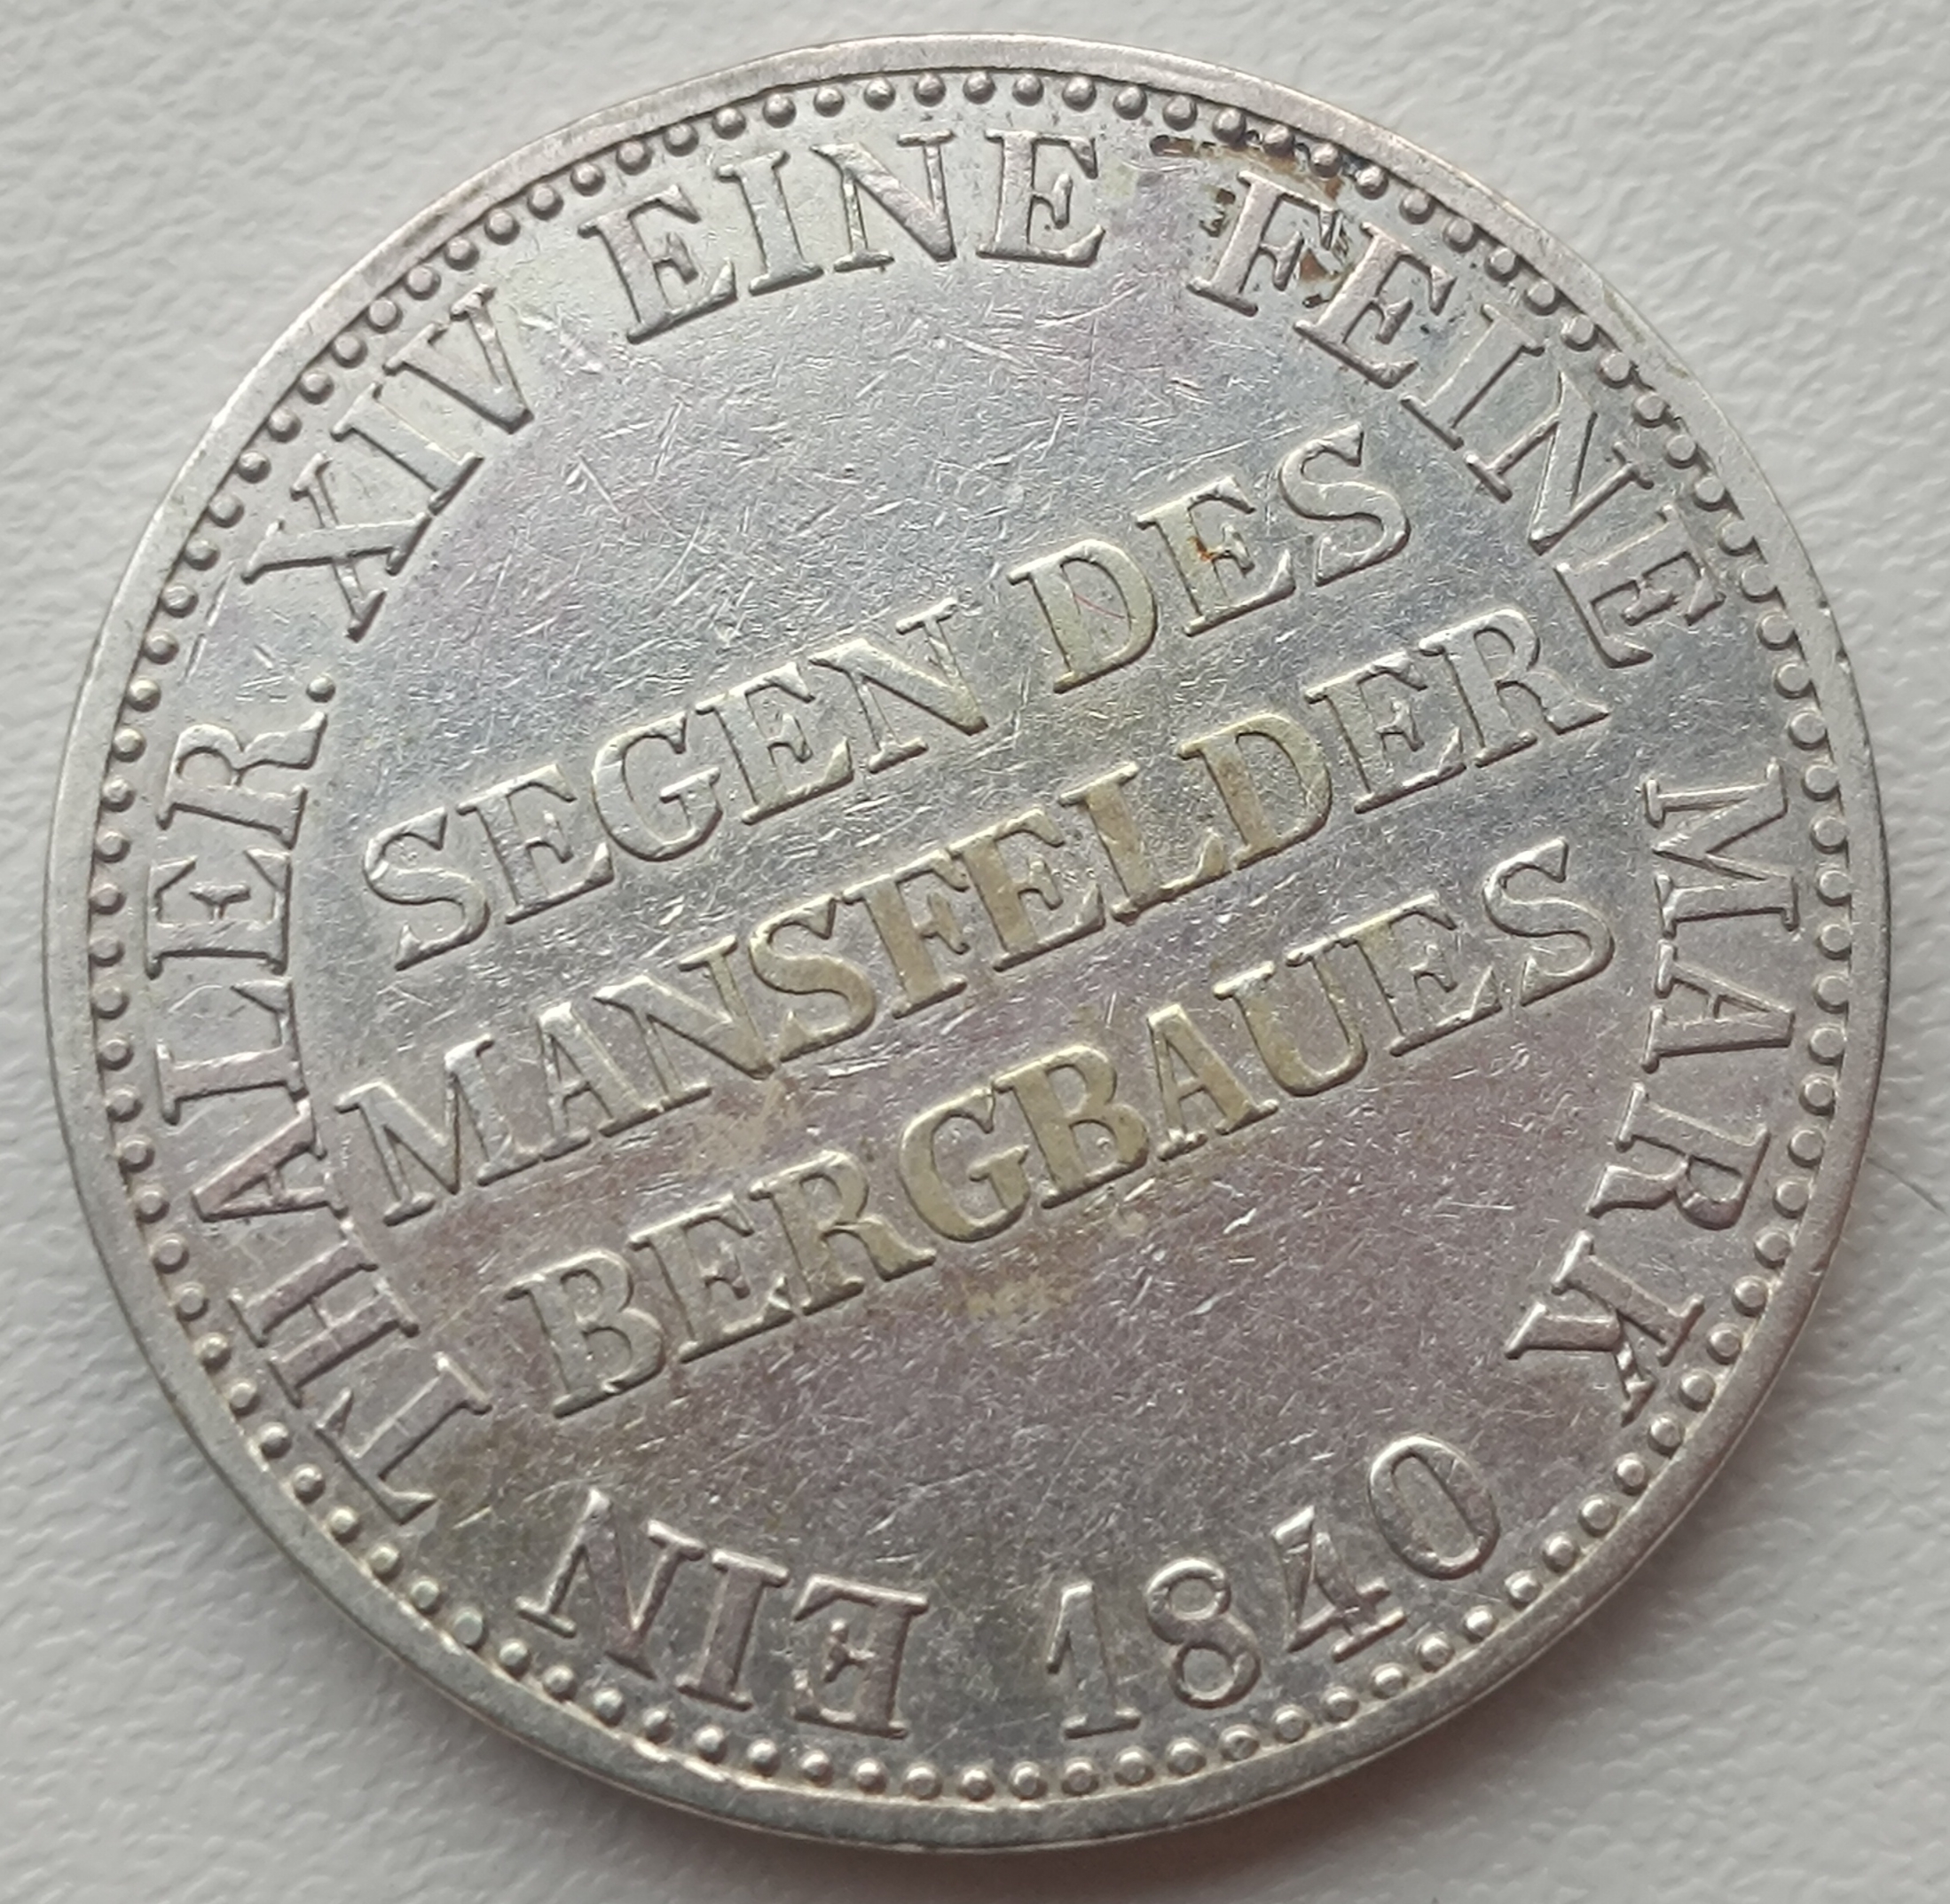 EIN THALER. XIV EINE FEINE MARK
SEGEN DES
MANSFELDER
BERGBAUES
1840